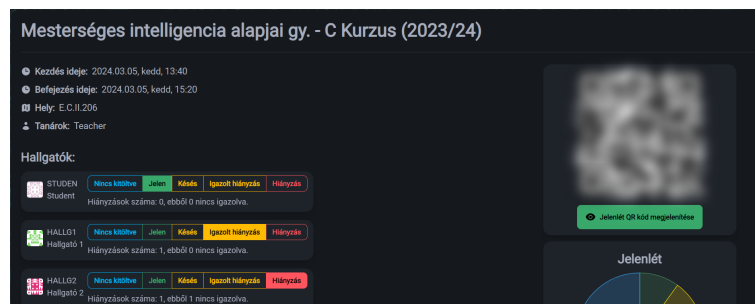 Mesterséges intelligencia alapjai gy. - C Kurzus (2023/24)
Kezdés ideje: 2024.03.05, kedd, 13:40
Befejezés ideje: 2024.03.05, kedd, 15:20
Hely: E.C.II.206
Tanárok: Teacher
Hallgatók:
STUDEN
Student
Nincs kitöltve Jelen Késés Igazolt hiányzás Hiányzás
Hiányzások száma: 0, ebből 0 nincs igazolva.
HALLG1
Hallgató 1
Nincs kitöltve Jelen Késés Igazolt hiányzás Hiányzás
Hiányzások száma: 1, ebből 0 nincs igazolva.
HALLG2
Hallgató 2
Nincs kitöltve Jelen Késés Igazolt hiányzás Hiányzás
Hiányzások száma: 1, ebből 1 nincs igazolva.
Jelenlét QR kód megjelenítése
Jelenlét